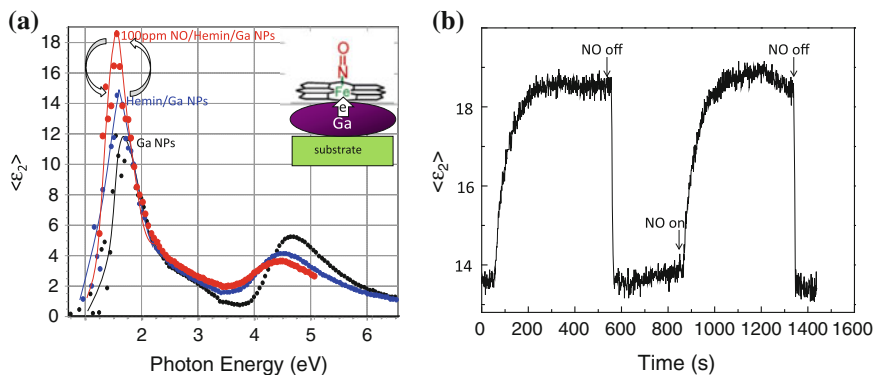 (a)
18
16
14
12
10
8
6
4
2
0
<ε₂>
100ppm NO/Hemin/Ga NPs
Hemin/Ga NPs
Ga NPs
O
N
Fe
e
Ga
substrate
2
3
4
5
6
Photon Energy (eV)
(b)
<ε₂>
18
16
14
NO off
NO on
NO off
0
200
400
600
800
1000
1200
1400
1600
Time (s)